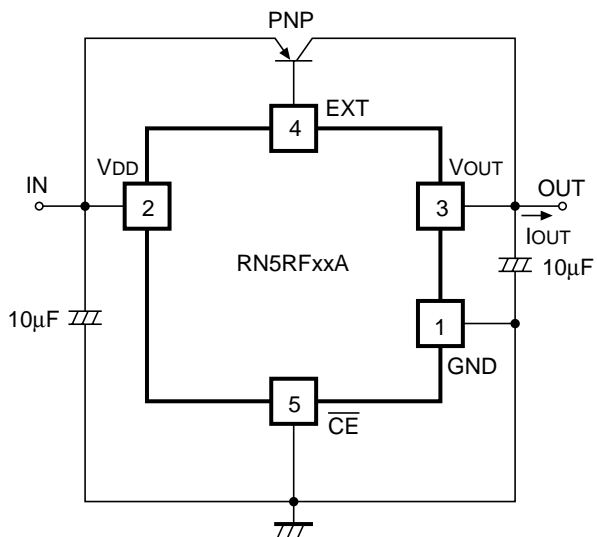 PNP
EXT
4
VDD
VOUT
IN
2
3
OUT
IOUT
RN5RFxxA
10μF
10μF
1
GND
5
CE